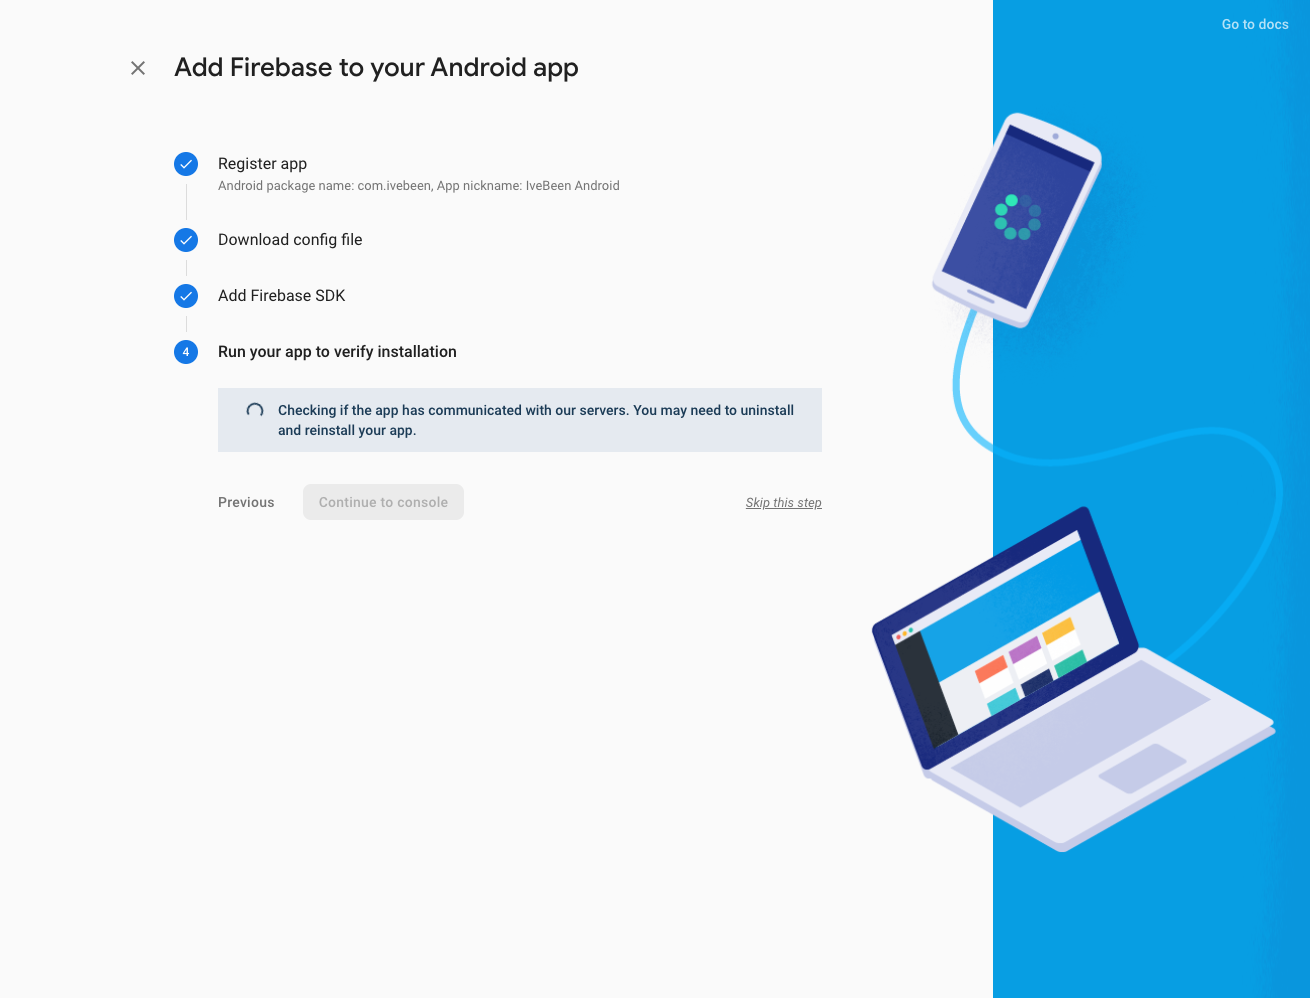 Go to docs
Add Firebase to your Android app
Register app
Android package name: com.ivebeen, App nickname: IveBeen Android
Download config file
Add Firebase SDK
4
Run your app to verify installation
Checking if the app has communicated with our servers. You may need to uninstall
and reinstall your app.
Previous
Continue to console
Skip this step